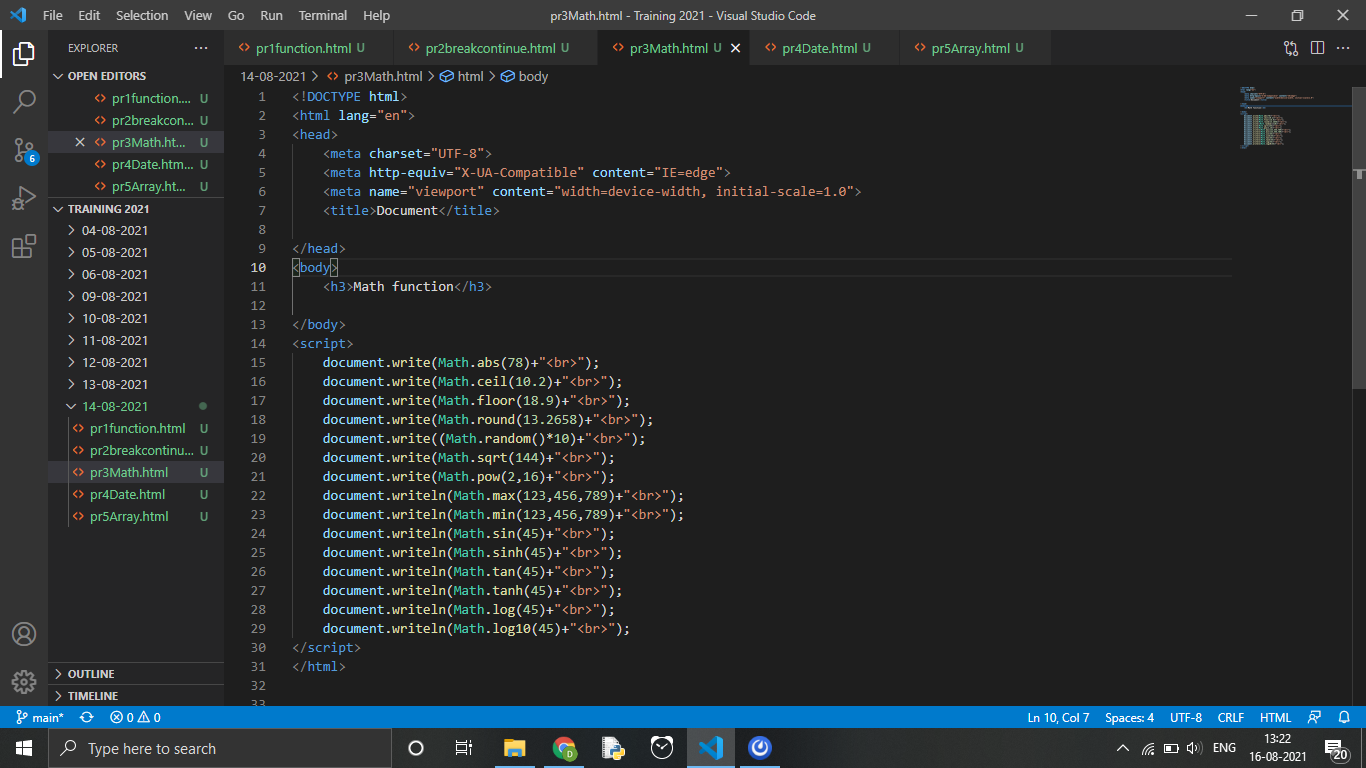 File Edit Selection View Go Run Terminal Help pr3Math.html - Training 2021 - Visual Studio Code
EXPLORER
pr1function.html U pr2breakcontinue.html U pr3Math.html U pr4Date.html U pr5Array.html U
OPEN EDITORS
pr1function.... U
pr2breakcon... U
pr3Math.ht... U
pr4Date.htm... U
pr5Array.ht... U
TRAINING 2021
04-08-2021
05-08-2021
06-08-2021
09-08-2021
10-08-2021
11-08-2021
12-08-2021
13-08-2021
14-08-2021
pr1function.html U
pr2breakcontinu... U
pr3Math.html U
pr4Date.html U
pr5Array.html U
OUTLINE
TIMELINE
6
14-08-2021 > pr3Math.html > html > body
1 <!DOCTYPE html>
2 <html lang="en">
3 <head>
4 <meta charset="UTF-8">
5 <meta http-equiv="X-UA-Compatible" content="IE=edge">
6 <meta name="viewport" content="width=device-width, initial-scale=1.0">
7 <title>Document</title>
8
9 </head>
10 <body>
11 <h3>Math function</h3>
12
13 </body>
14 <script>
15 document.write(Math.abs(78)+"<br>");
16 document.write(Math.ceil(10.2)+"<br>");
17 document.write(Math.floor(18.9)+"<br>");
18 document.write(Math.round(13.2658)+"<br>");
19 document.write((Math.random()*10)+"<br>");
20 document.write(Math.sqrt(144)+"<br>");
21 document.write(Math.pow(2,16)+"<br>");
22 document.writeln(Math.max(123,456,789)+"<br>");
23 document.writeln(Math.min(123,456,789)+"<br>");
24 document.writeln(Math.sin(45)+"<br>");
25 document.writeln(Math.sinh(45)+"<br>");
26 document.writeln(Math.tan(45)+"<br>");
27 document.writeln(Math.tanh(45)+"<br>");
28 document.writeln(Math.log(45)+"<br>");
29 document.writeln(Math.log10(45)+"<br>");
30 </script>
31 </html>
32
33
main* 0 0 Ln 10, Col 7 Spaces: 4 UTF-8 CRLF HTML
Type here to search D ENG 13:22
16-08-2021 20